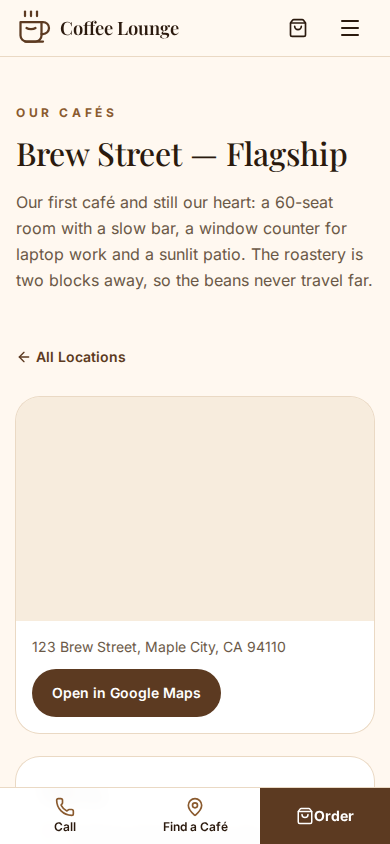 Coffee Lounge
OUR CAFÉS
Brew Street — Flagship
Our first café and still our heart: a 60-seat
room with a slow bar, a window counter for
laptop work and a sunlit patio. The roastery is
two blocks away, so the beans never travel far.
All Locations
123 Brew Street, Maple City, CA 94110
Open in Google Maps
Call
Find a Café
Order